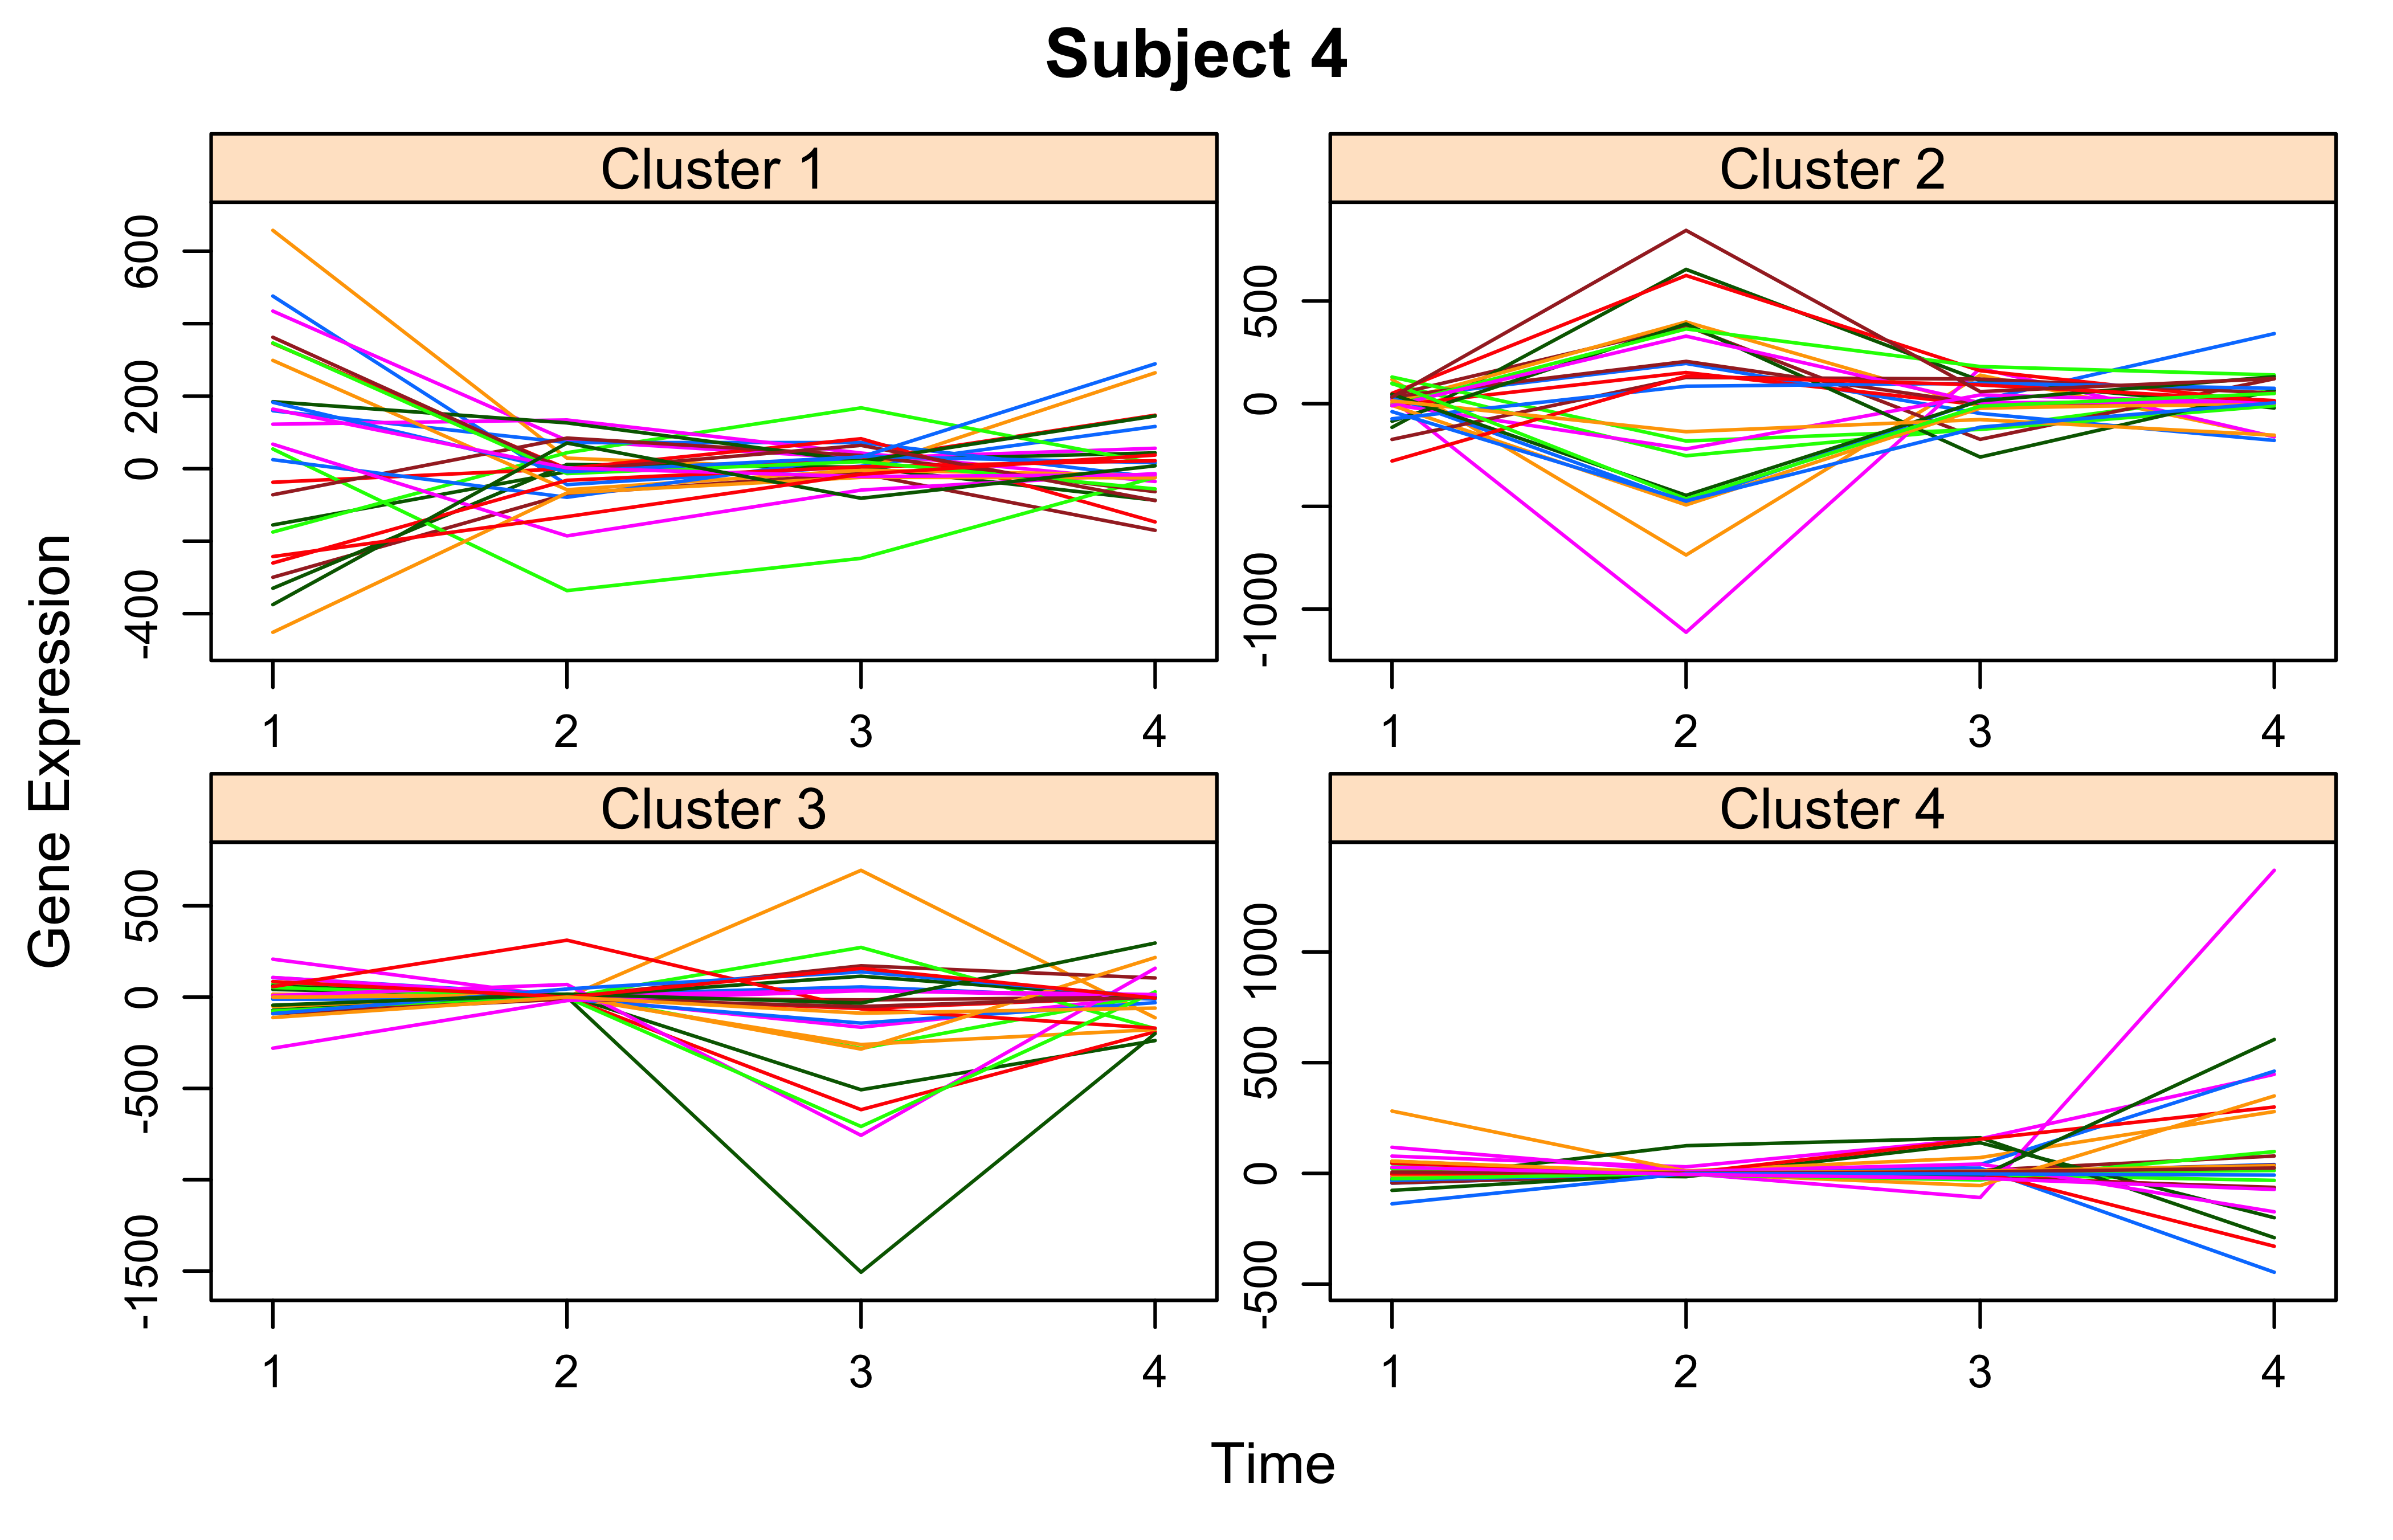 Subject 4
Cluster 1
Cluster 2
600
200
0
-400
500
0
-1000
1 2 3 4
1 2 3 4
Cluster 3
Cluster 4
500
0
-500
-1500
1000
500
0
-500
1 2 3 4
1 2 3 4
Gene Expression
Time